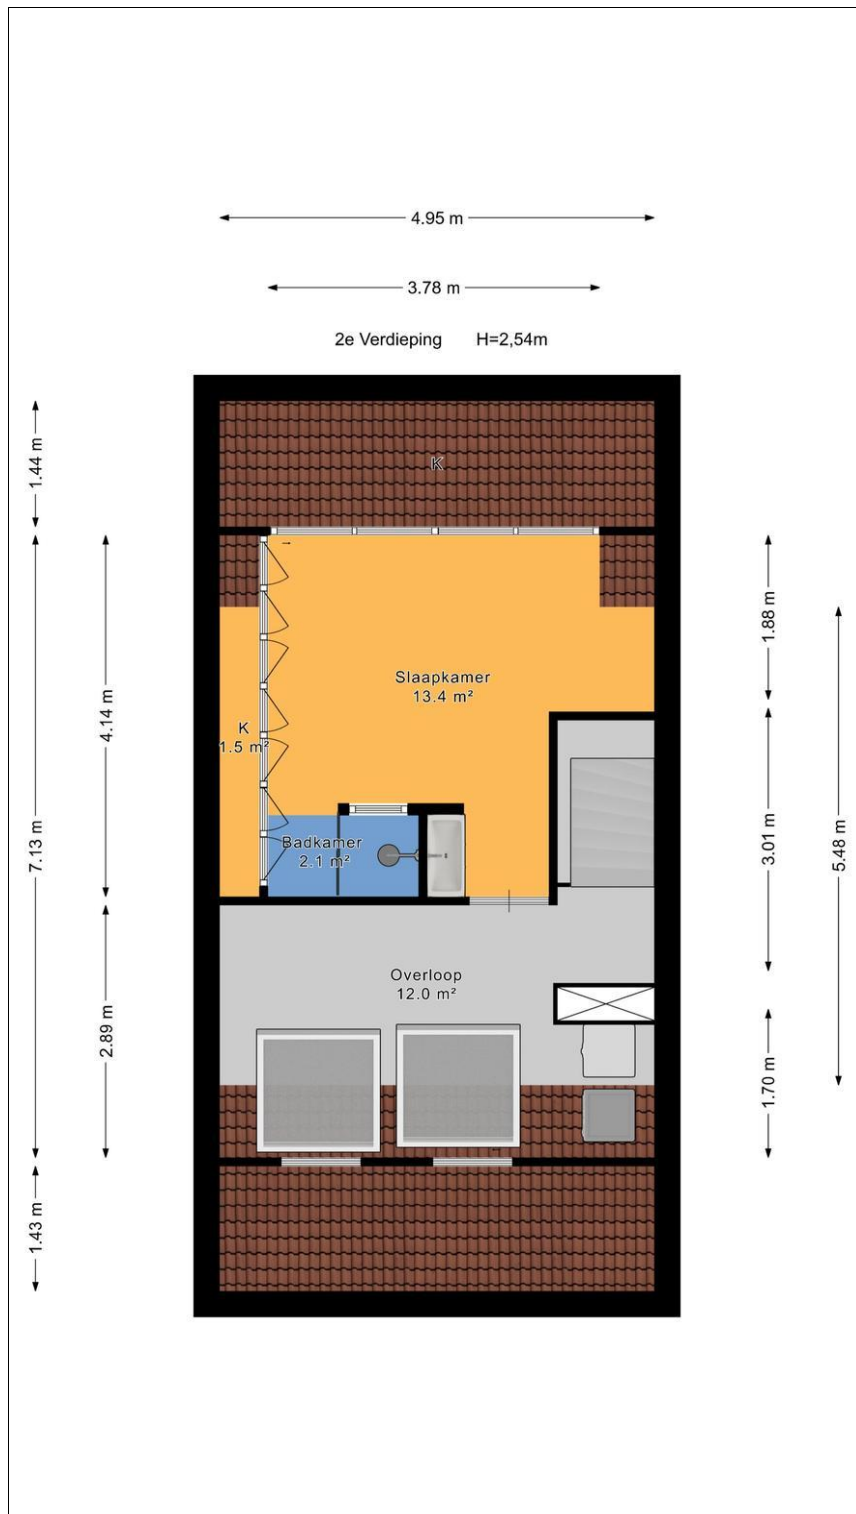 4.95 m
3.78 m
2e Verdieping H=2,54m
1.44 m
K
1.88 m
Slaapkamer
13.4 m²
4.14 m
K
1.5 m²
7.13 m
3.01 m
5.48 m
Badkamer
2.1 m²
Overloop
12.0 m²
2.89 m
1.70 m
1.43 m